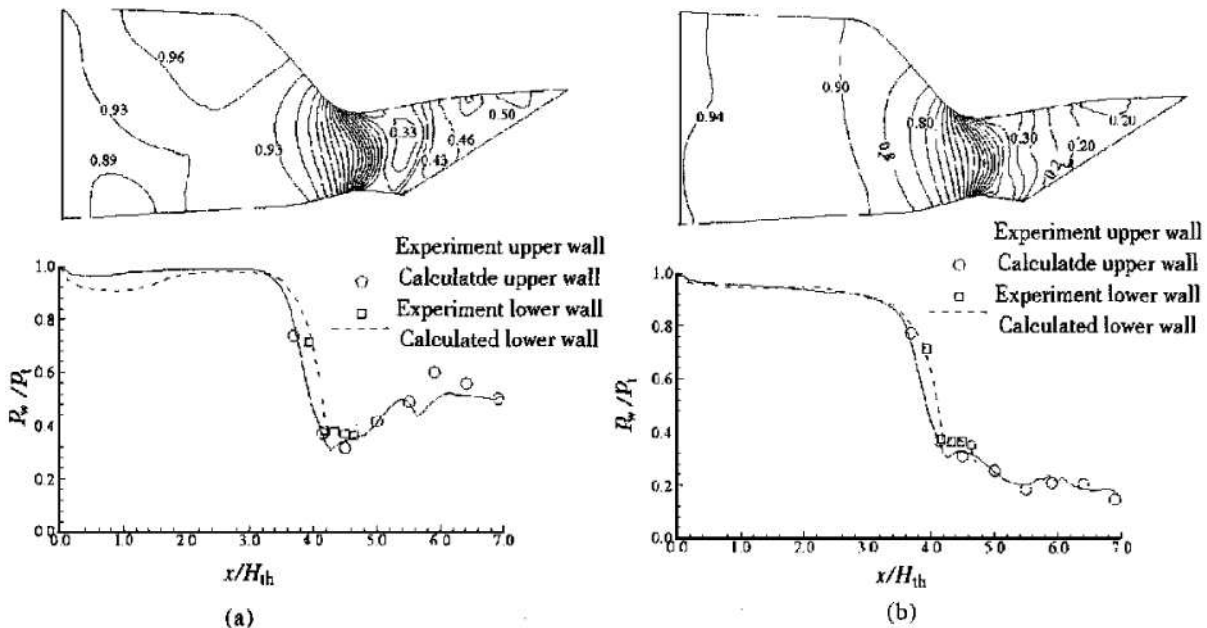 0.96
0.93
0.89
0.93
0.33
0.43
0.46
0.50
Experiment upper wall
Calculatde upper wall
Experiment lower wall
Calculated lower wall
1.0
0.8
0.6
0.4
0.2
0.0
p_w/p_t
0.0 1.0 2.0 3.0 4.0 5.0 6.0 7.0
x/H_th
(a)
0.94
0.90
0.80
0.30
0.20
0.20
Experiment upper wall
Calculatde upper wall
Experiment lower wall
Calculated lower wall
1.0
0.8
0.6
0.4
0.2
0.0
p_w/p_t
0.0 1.0 2.0 3.0 4.0 5.0 6.0 7.0
x/H_th
(b)